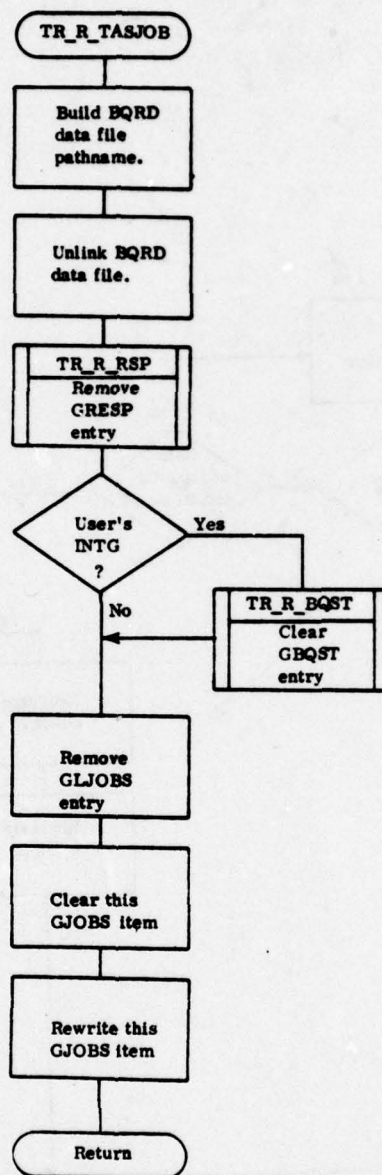 TR_R_TASJOB
Build BQRD
data file
pathname.
Unlink BQRD
data file.
TR_R_RSP
Remove
GRESP
entry
User's
INTG
?
Yes
No
TR_R_BQST
Clear
GBQST
entry
Remove
GLJOBS
entry
Clear this
GJOBS item
Rewrite this
GJOBS item
Return